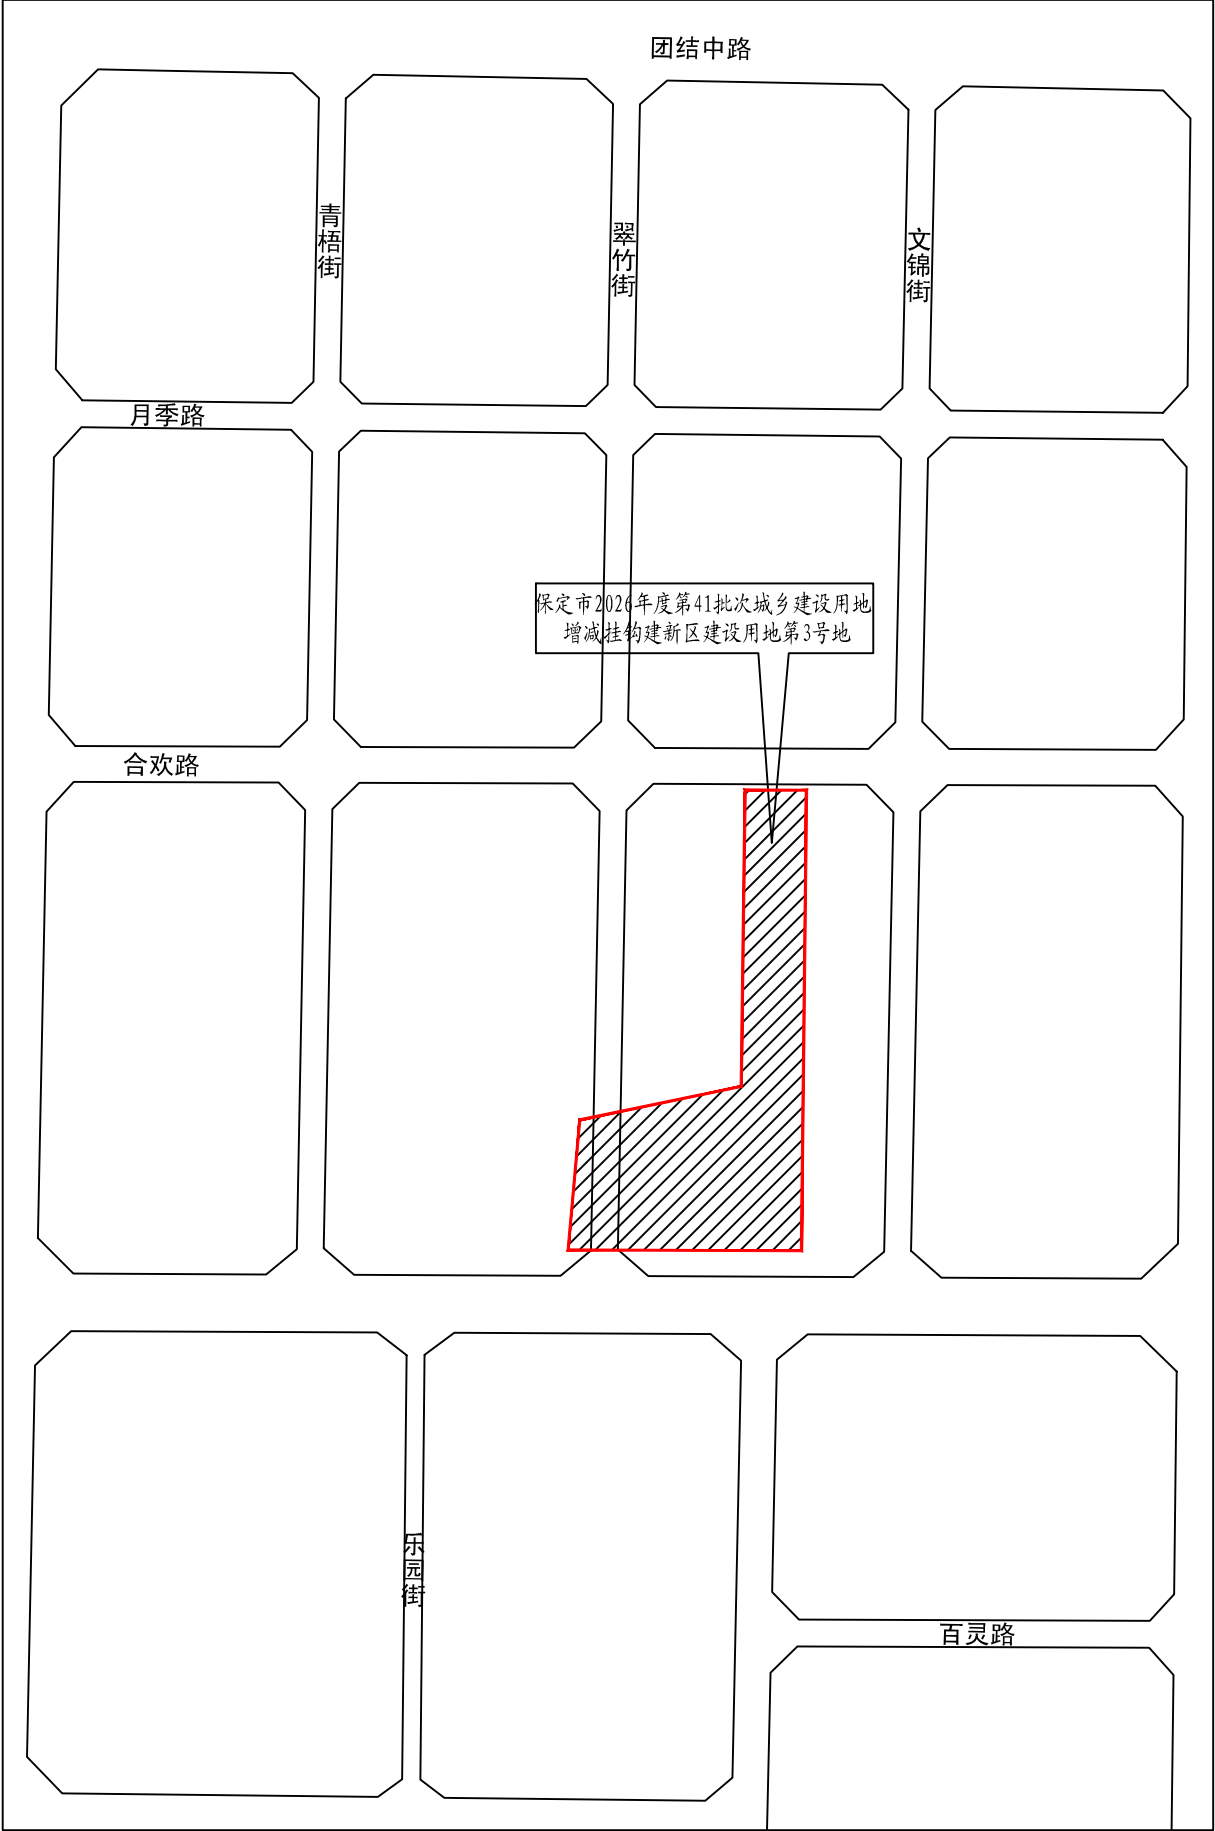 团结中路
青梧街
翠竹街
文锦街
月季路
保定市2026年度第41批次城乡建设用地
增减挂钩建新区建设用地第3号地
合欢路
乐园街
百灵路